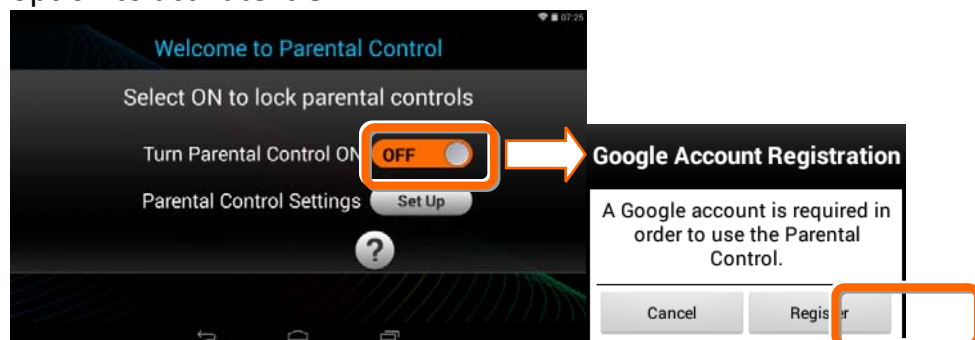 07:25
Welcome to Parental Control
Select ON to lock parental controls
Turn Parental Control ON OFF
Parental Control Settings Set Up
?
Google Account Registration
A Google account is required in
order to use the Parental
Control.
Cancel Register